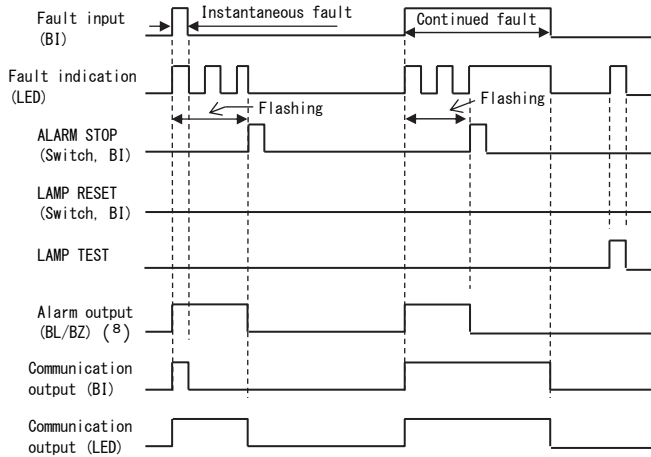 Fault input
(BI)
Instantaneous fault
Continued fault
Fault indication
(LED)
Flashing
Flashing
ALARM STOP
(Switch, BI)
LAMP RESET
(Switch, BI)
LAMP TEST
Alarm output
(BL/BZ) (⁸)
Communication
output (BI)
Communication
output (LED)